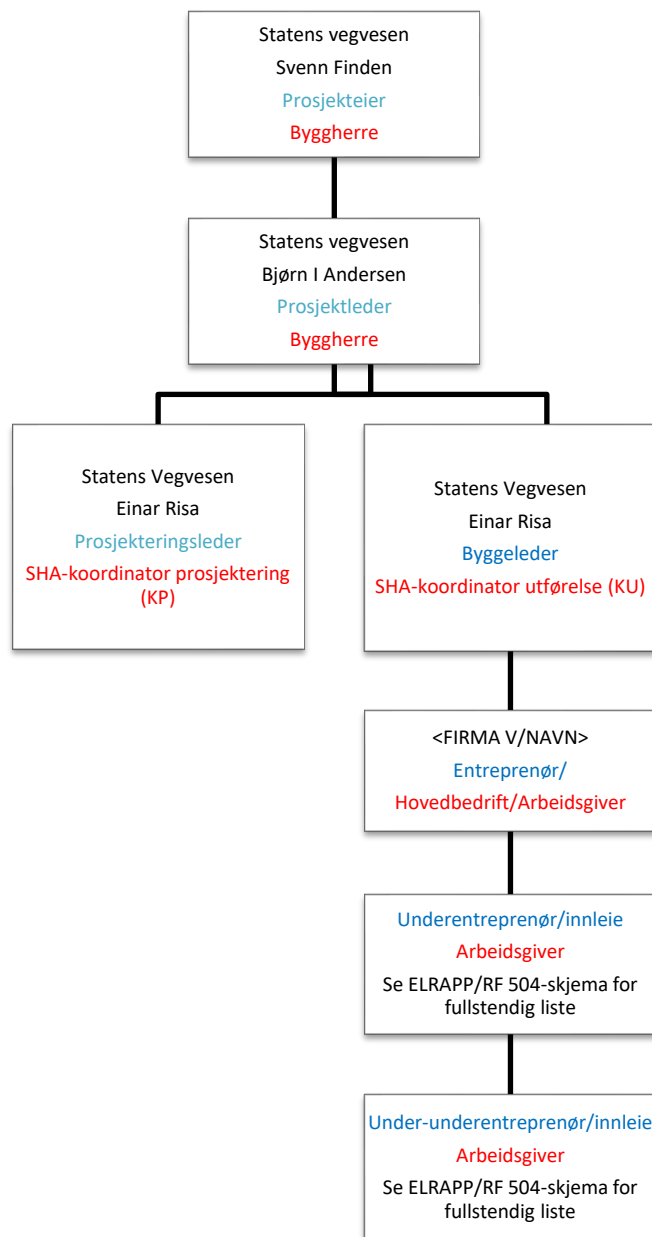 Statens vegvesen
Svenn Finden
Prosjekteier
Byggherre
Statens vegvesen
Bjørn I Andersen
Prosjektleder
Byggherre
Statens Vegvesen
Einar Risa
Prosjekteringsleder
SHA-koordinator prosjektering
(KP)
Statens Vegvesen
Einar Risa
Byggeleder
SHA-koordinator utførelse (KU)
<FIRMA V/NAVN>
Entreprenør/
Hovedbedrift/Arbeidsgiver
Underentreprenør/innleie
Arbeidsgiver
Se ELRAPP/RF 504-skjema for
fullstendig liste
Under-underentreprenør/innleie
Arbeidsgiver
Se ELRAPP/RF 504-skjema for
fullstendig liste